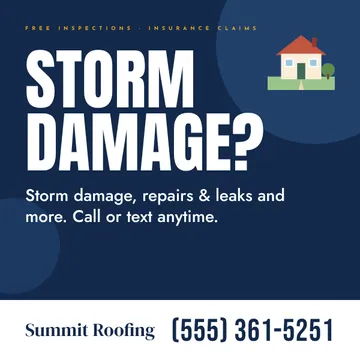 FREE INSPECTIONS · INSURANCE CLAIMS
STORM
DAMAGE?
Storm damage, repairs & leaks and
more. Call or text anytime.
Summit Roofing (555) 361-5251